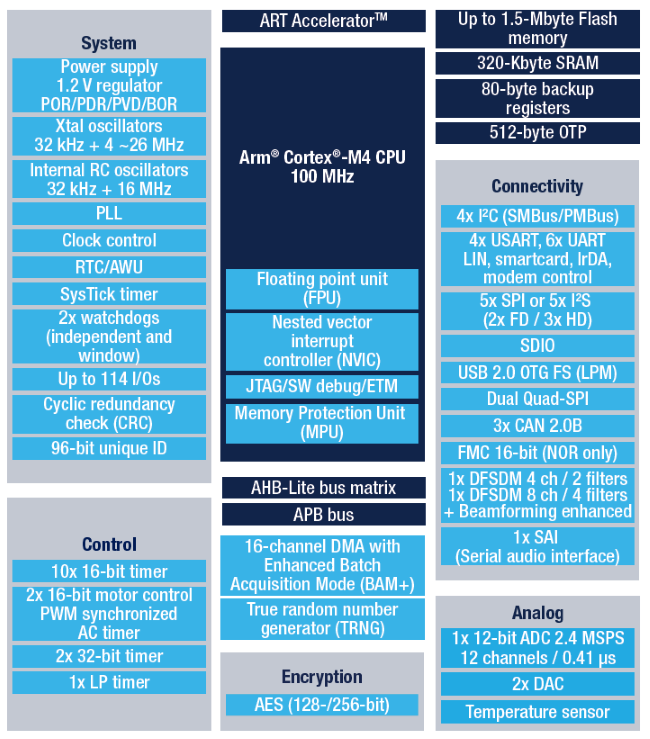 System
Power supply
1.2 V regulator
POR/PDR/PVD/BOR
Xtal oscillators
32 kHz + 4 ~26 MHz
Internal RC oscillators
32 kHz + 16 MHz
PLL
Clock control
RTC/AWU
SysTick timer
2x watchdogs
(independent and
window)
Up to 114 I/Os
Cyclic redundancy
check (CRC)
96-bit unique ID
Control
10x 16-bit timer
2x 16-bit motor control
PWM synchronized
AC timer
2x 32-bit timer
1x LP timer
ART Accelerator™
Arm® Cortex®-M4 CPU
100 MHz
Floating point unit
(FPU)
Nested vector
interrupt
controller (NVIC)
JTAG/SW debug/ETM
Memory Protection Unit
(MPU)
AHB-Lite bus matrix
APB bus
16-channel DMA with
Enhanced Batch
Acquisition Mode (BAM+)
True random number
generator (TRNG)
Encryption
AES (128-/256-bit)
Up to 1.5-Mbyte Flash
memory
320-Kbyte SRAM
80-byte backup
registers
512-byte OTP
Connectivity
4x I²C (SMBus/PMBus)
4x USART, 6x UART
LIN, smartcard, IrDA,
modem control
5x SPI or 5x I²S
(2x FD / 3x HD)
SDIO
USB 2.0 OTG FS (LPM)
Dual Quad-SPI
3x CAN 2.0B
FMC 16-bit (NOR only)
1x DFSDM 4 ch / 2 filters
1x DFSDM 8 ch / 4 filters
+ Beamforming enhanced
1x SAI
(Serial audio interface)
Analog
1x 12-bit ADC 2.4 MSPS
12 channels / 0.41 µs
2x DAC
Temperature sensor